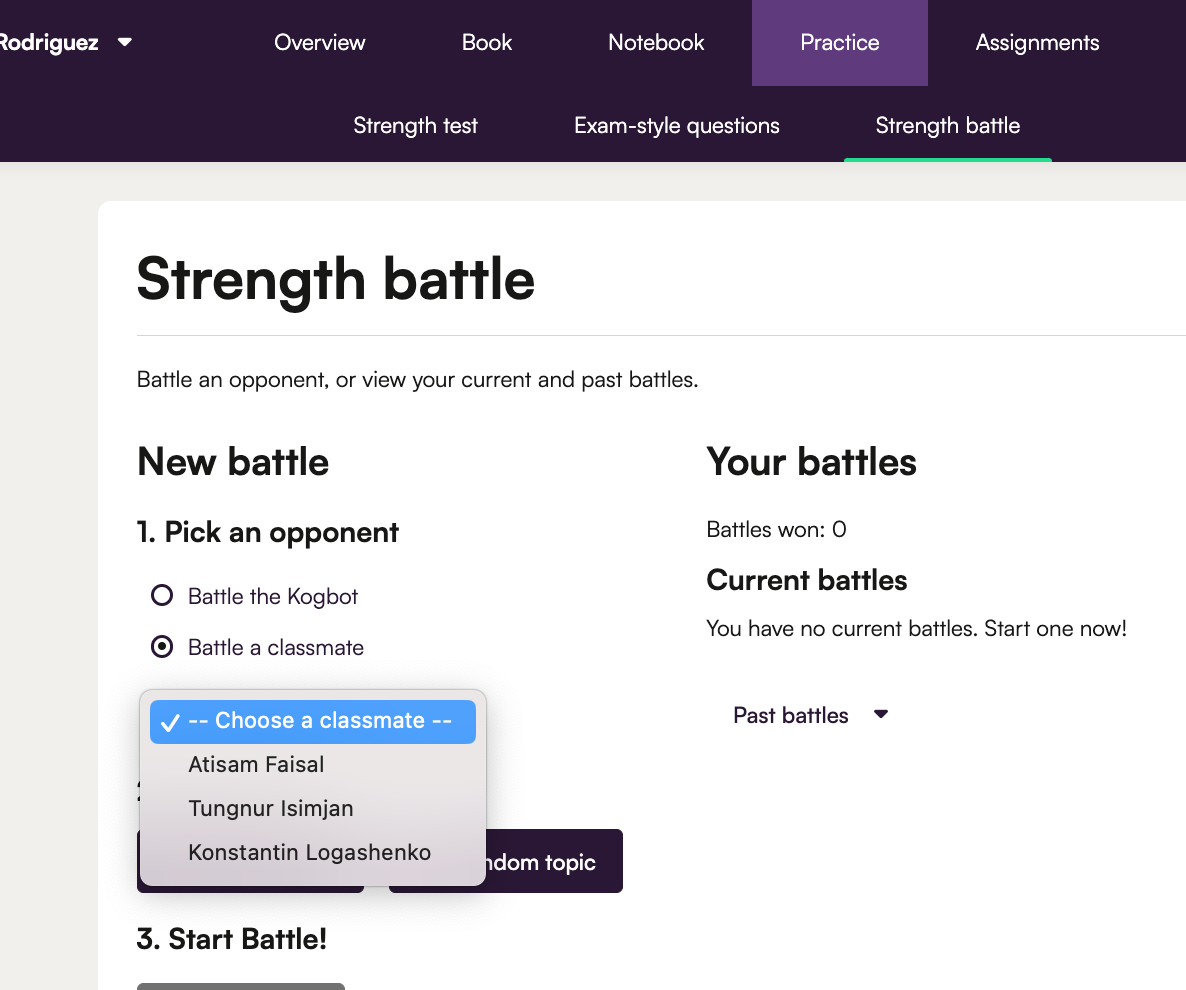 Rodriguez
Overview
Book
Notebook
Practice
Assignments
Strength test
Exam-style questions
Strength battle
Strength battle
Battle an opponent, or view your current and past battles.
New battle
1. Pick an opponent
Battle the Kogbot
Battle a classmate
-- Choose a classmate --
Atisam Faisal
Tungnur Isimjan
Konstantin Logashenko
topic
3. Start Battle!
Your battles
Battles won: 0
Current battles
You have no current battles. Start one now!
Past battles